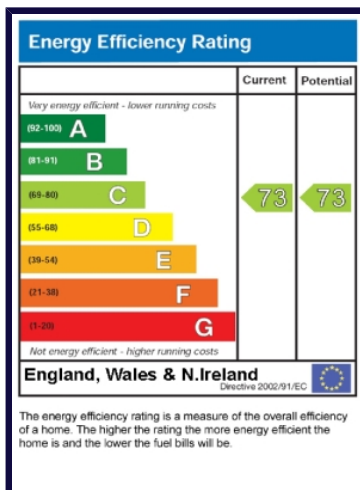 Energy Efficiency Rating
Current Potential
Very energy efficient - lower running costs
(92-100) A
(81-91) B
(69-80) C 73 73
(55-68) D
(39-54) E
(21-38) F
(1-20) G
Not energy efficient - higher running costs
England, Wales & N.Ireland
Directive 2002/91/EC
The energy efficiency rating is a measure of the overall efficiency
of a home. The higher the rating the more energy efficient the
home is and the lower the fuel bills will be.